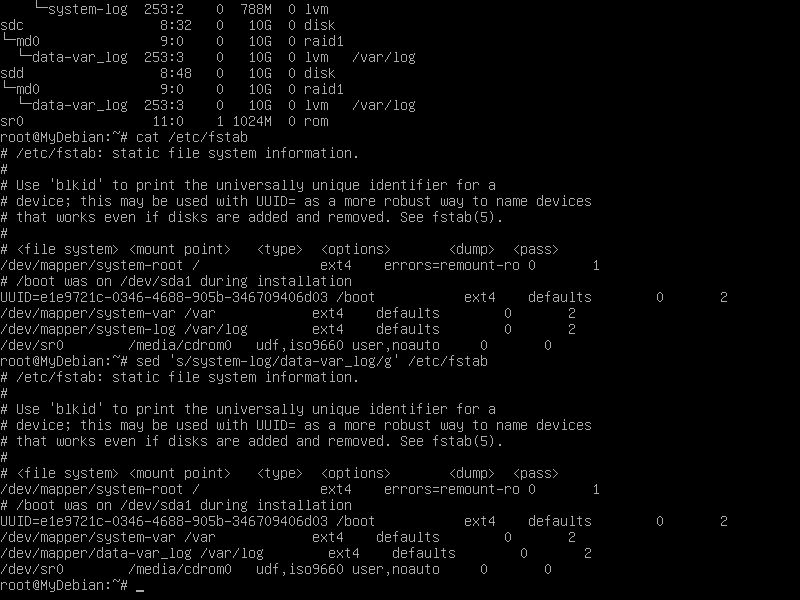 └─system-log  253:2    0  788M  0 lvm
sdc                 8:32   0   10G  0 disk
└─md0               9:0    0   10G  0 raid1
  └─data-var_log  253:3    0   10G  0 lvm   /var/log
sdd                 8:48   0   10G  0 disk
└─md0               9:0    0   10G  0 raid1
  └─data-var_log  253:3    0   10G  0 lvm   /var/log
sr0                11:0    1 1024M  0 rom
root@MyDebian:~# cat /etc/fstab
# /etc/fstab: static file system information.
#
# Use 'blkid' to print the universally unique identifier for a
# device; this may be used with UUID= as a more robust way to name devices
# that works even if disks are added and removed. See fstab(5).
#
# <file system> <mount point>   <type>  <options>       <dump>  <pass>
/dev/mapper/system-root /               ext4    errors=remount-ro 0       1
# /boot was on /dev/sda1 during installation
UUID=e1e9721c-0346-4688-905b-346709406d03 /boot           ext4    defaults        0       2
/dev/mapper/system-var /var            ext4    defaults        0       2
/dev/mapper/system-log /var/log        ext4    defaults        0       2
/dev/sr0        /media/cdrom0   udf,iso9660 user,noauto     0       0
root@MyDebian:~# sed 's/system-log/data-var_log/g' /etc/fstab
# /etc/fstab: static file system information.
#
# Use 'blkid' to print the universally unique identifier for a
# device; this may be used with UUID= as a more robust way to name devices
# that works even if disks are added and removed. See fstab(5).
#
# <file system> <mount point>   <type>  <options>       <dump>  <pass>
/dev/mapper/system-root /               ext4    errors=remount-ro 0       1
# /boot was on /dev/sda1 during installation
UUID=e1e9721c-0346-4688-905b-346709406d03 /boot           ext4    defaults        0       2
/dev/mapper/system-var /var            ext4    defaults        0       2
/dev/mapper/data-var_log /var/log        ext4    defaults        0       2
/dev/sr0        /media/cdrom0   udf,iso9660 user,noauto     0       0
root@MyDebian:~# _